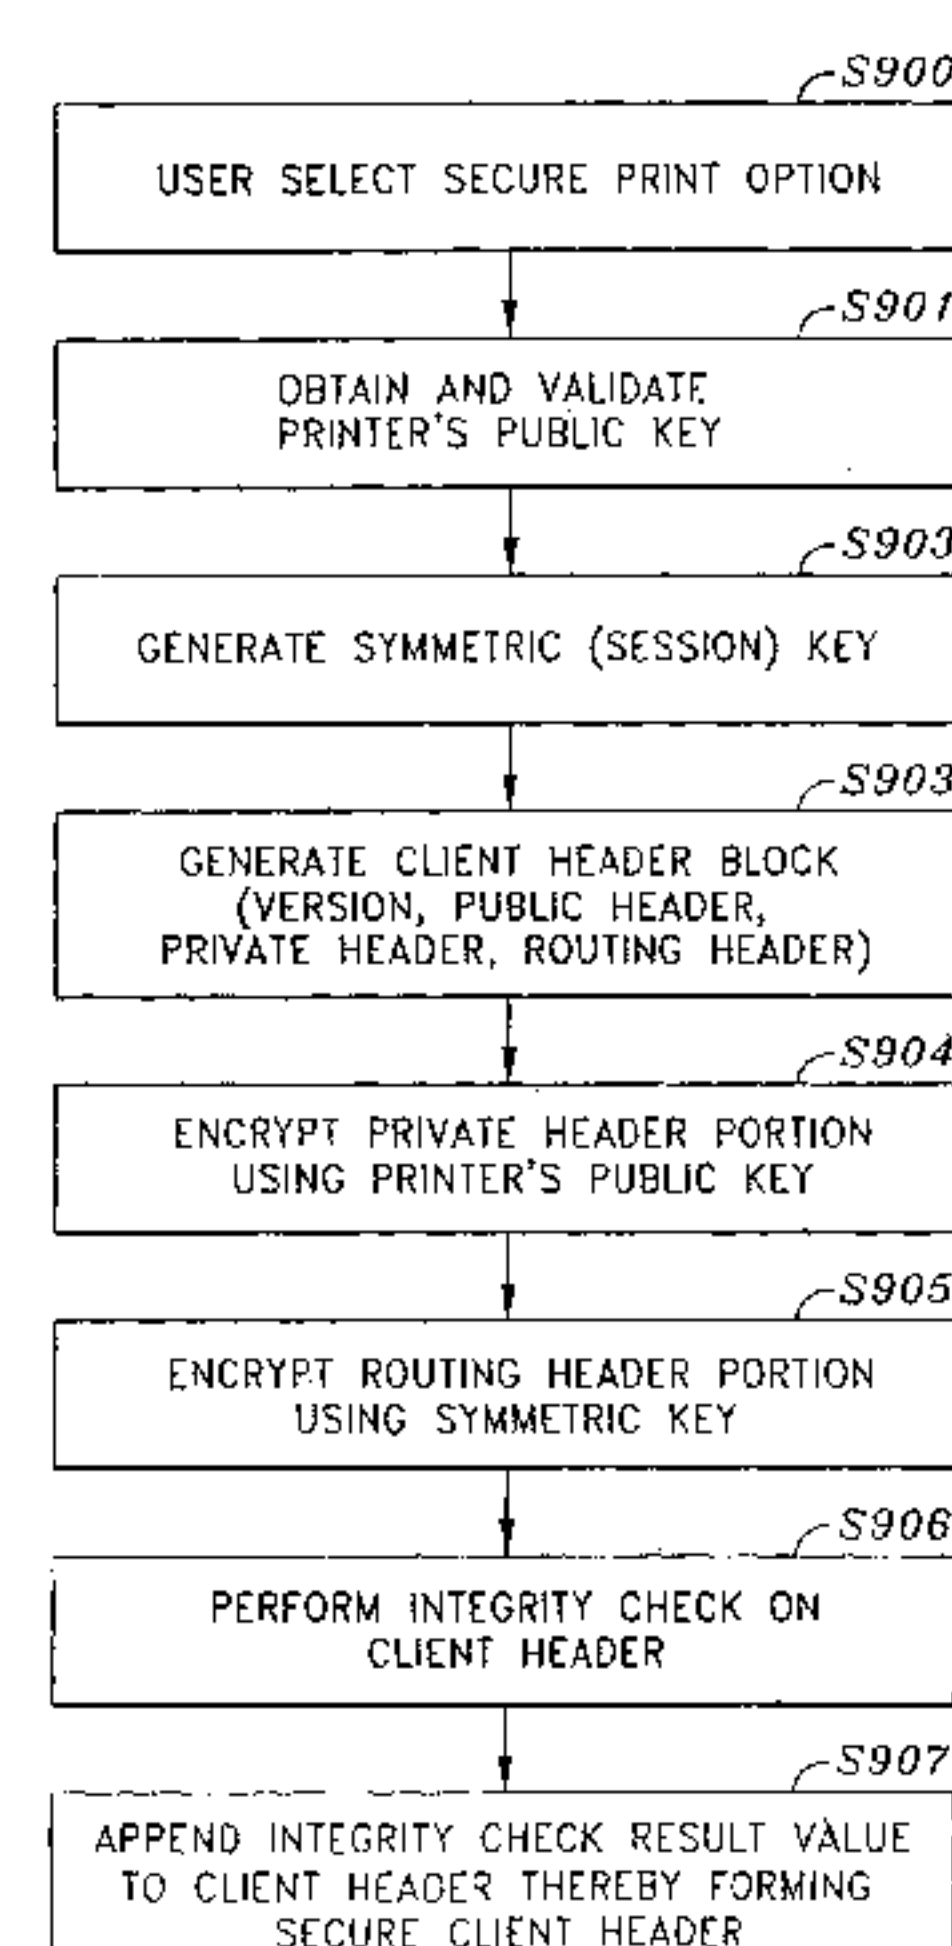 S900
USER SELECT SECURE PRINT OPTION
S901
OBTAIN AND VALIDATE
PRINTER'S PUBLIC KEY
S903
GENERATE SYMMETRIC (SESSION) KEY
S903
GENERATE CLIENT HEADER BLOCK
(VERSION, PUBLIC HEADER,
PRIVATE HEADER, ROUTING HEADER)
S904
ENCRYPT PRIVATE HEADER PORTION
USING PRINTER'S PUBLIC KEY
S905
ENCRYPT ROUTING HEADER PORTION
USING SYMMETRIC KEY
S906
PERFORM INTEGRITY CHECK ON
CLIENT HEADER
S907
APPEND INTEGRITY CHECK RESULT VALUE
TO CLIENT HEADER THEREBY FORMING
SECURE CLIENT HEADER